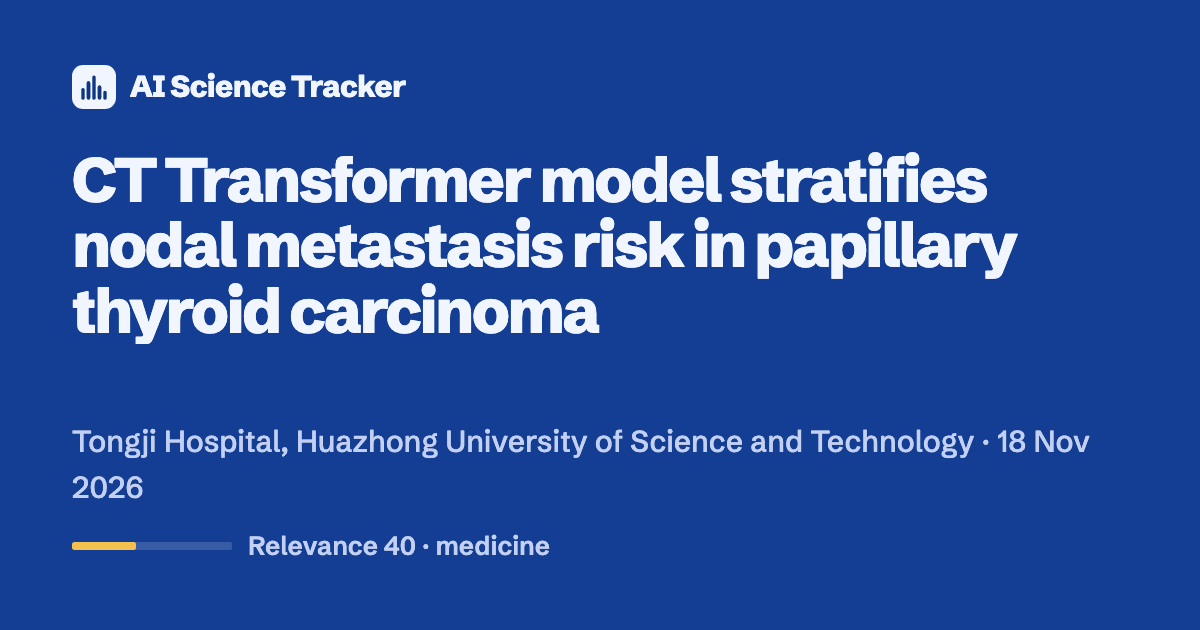 AI Science Tracker
CT Transformer model stratifies
nodal metastasis risk in papillary
thyroid carcinoma
Tongji Hospital, Huazhong University of Science and Technology · 18 Nov
2026
Relevance 40 · medicine